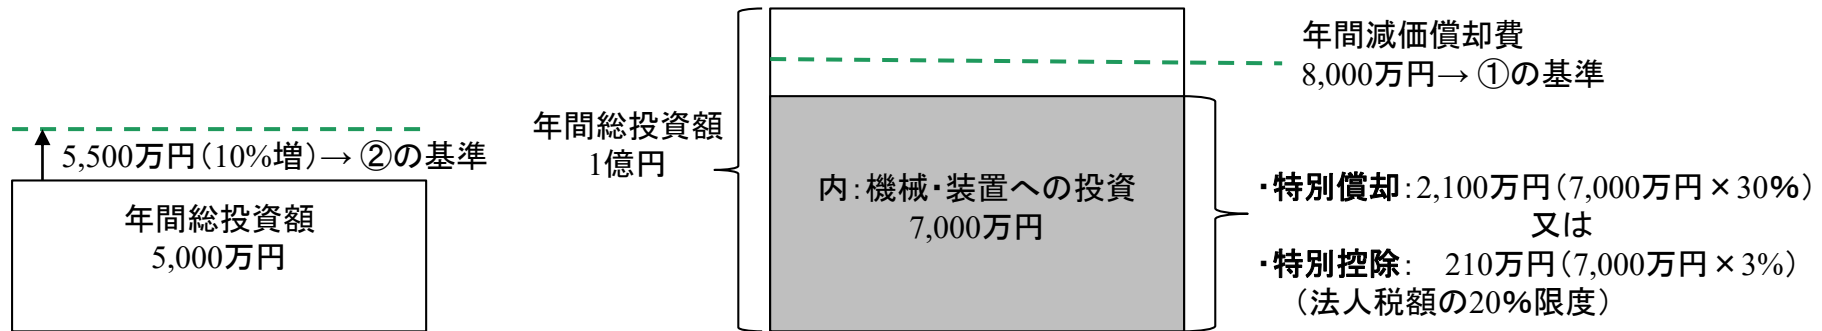 5,500万円（10%増）→ ②の基準
年間総投資額
5,000万円
年間総投資額
1億円
内：機械・装置への投資
7,000万円
年間減価償却費
8,000万円→ ①の基準
・特別償却：2,100万円（7,000万円×30％）
又は
・特別控除：　210万円（7,000万円×3%）
（法人税額の20％限度）